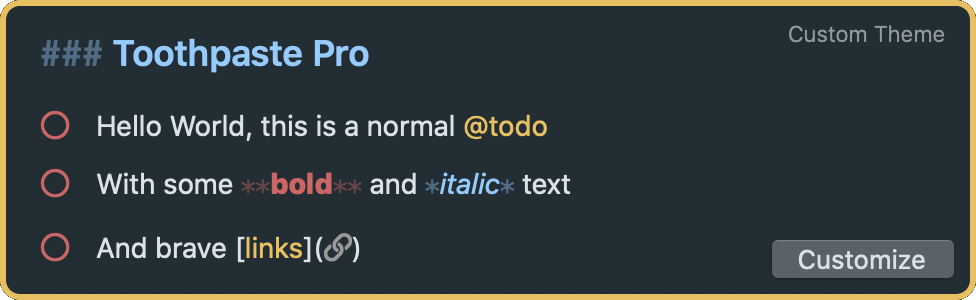 Custom Theme
### Toothpaste Pro
Hello World, this is a normal @todo
With some **bold** and *italic* text
And brave [links](🔗)
Customize